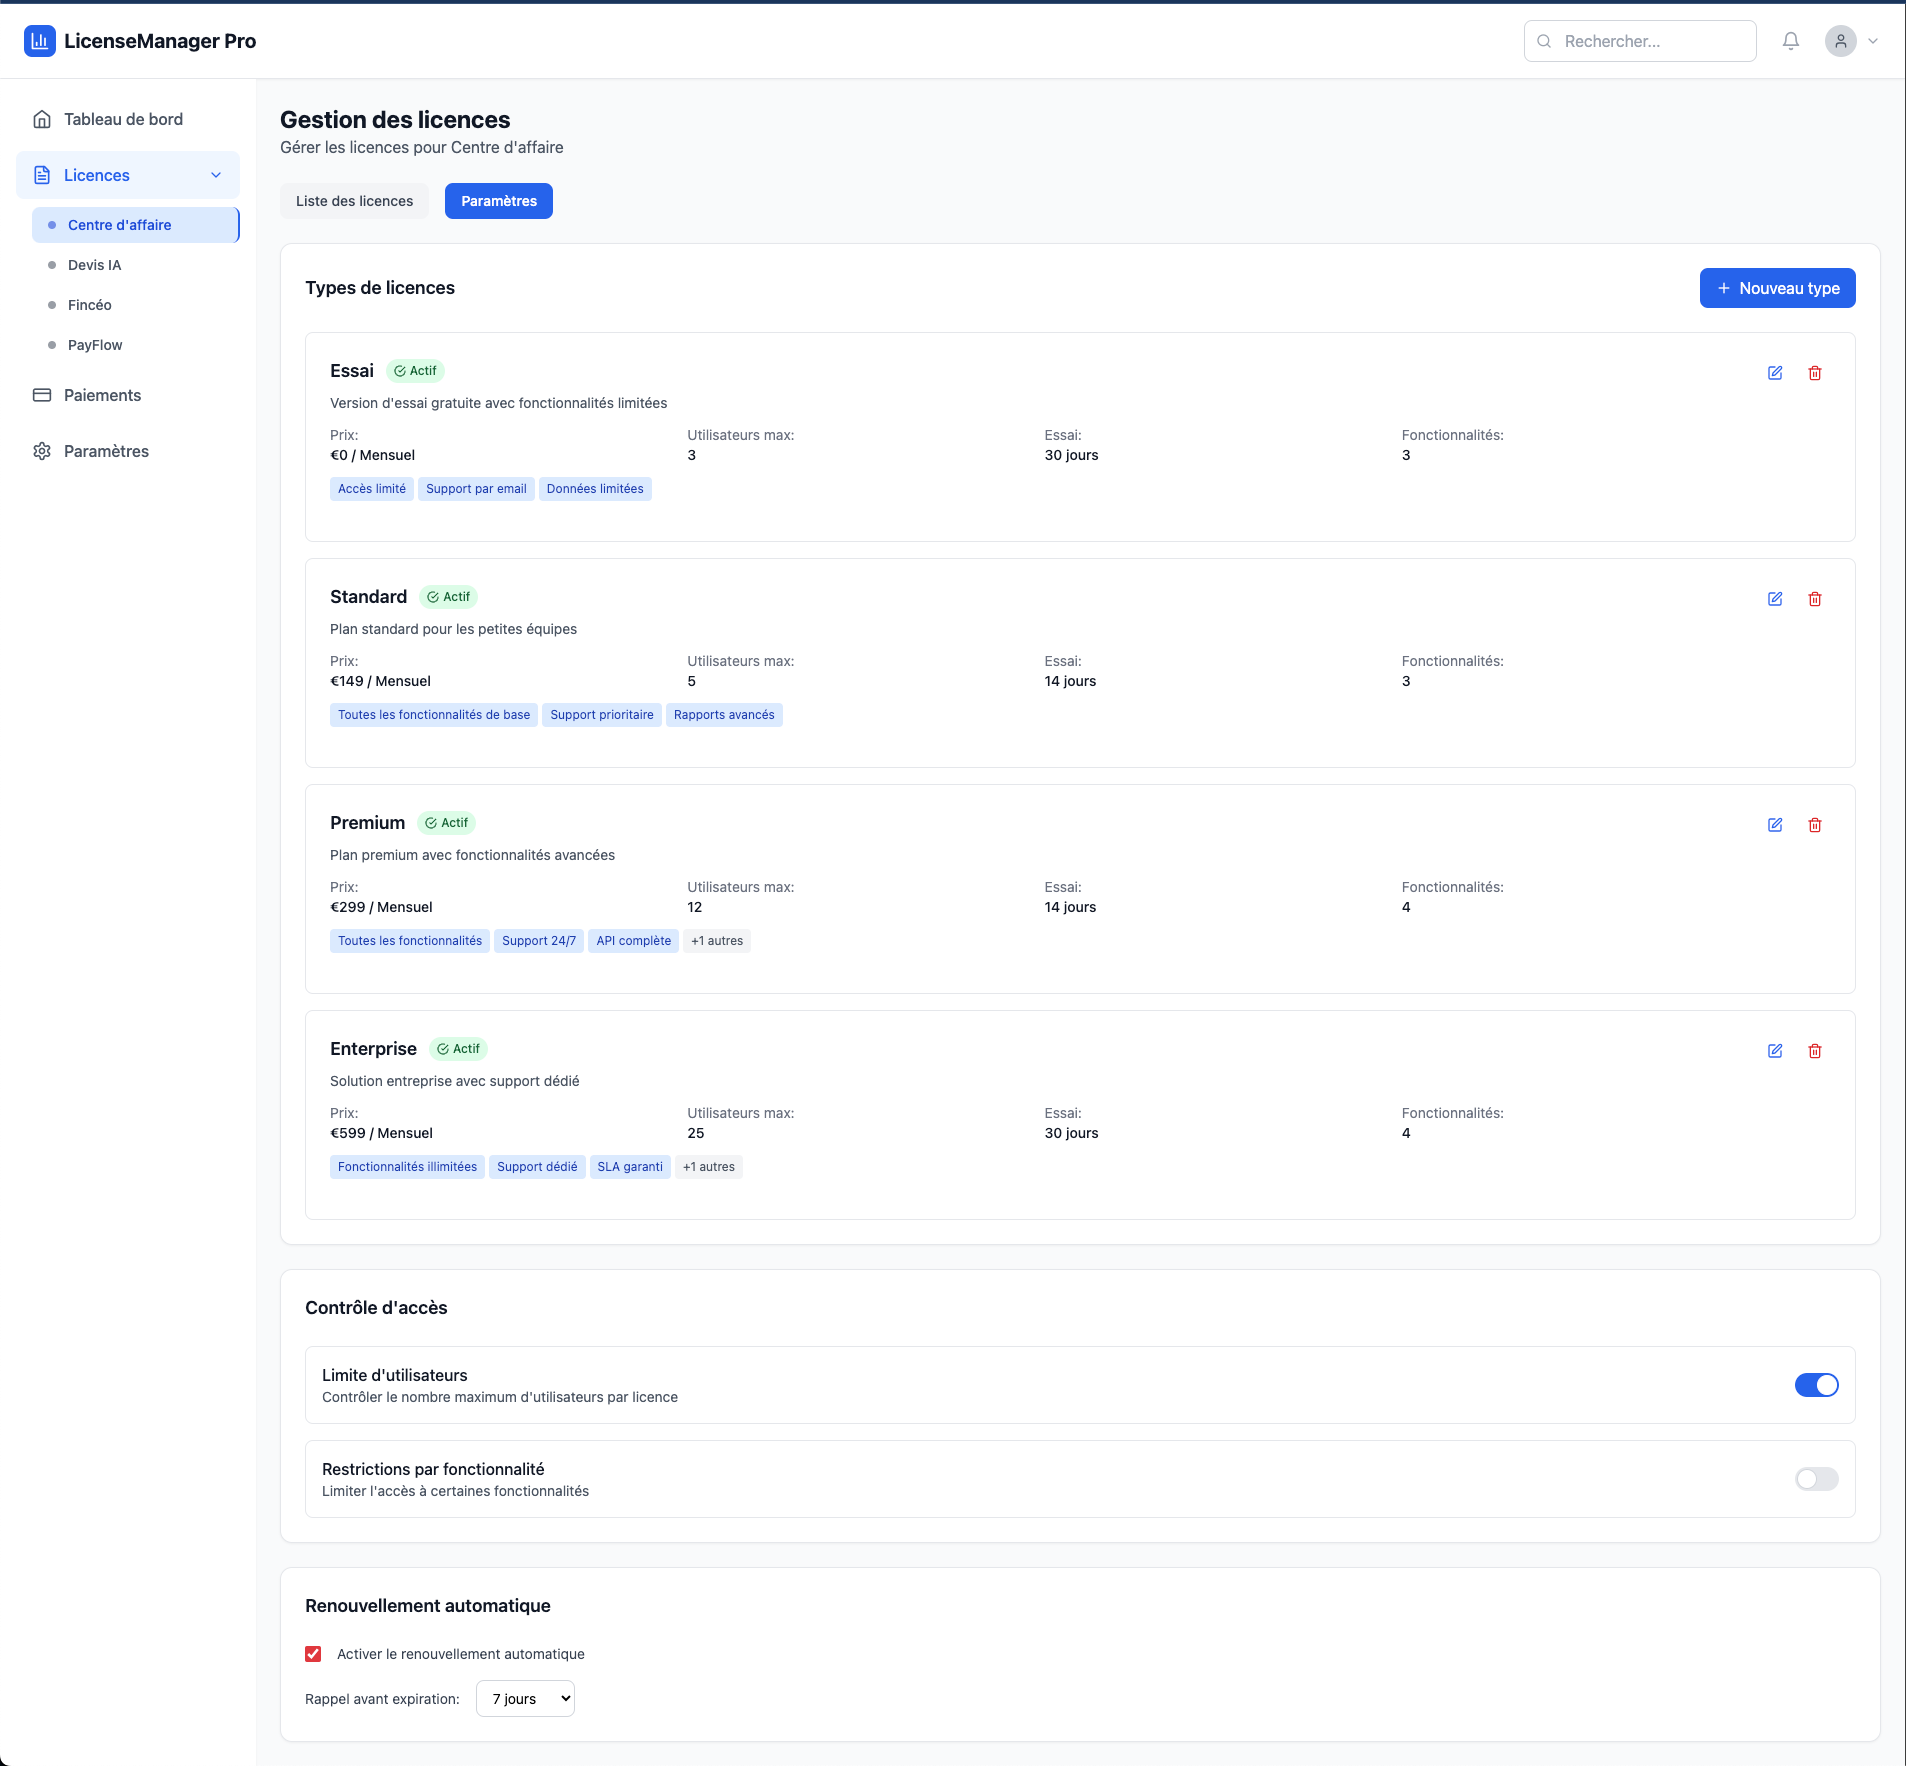 LicenseManager Pro
Rechercher...
Tableau de bord
Licences
Centre d'affaire
Devis IA
Fincéo
PayFlow
Paiements
Paramètres
Gestion des licences
Gérer les licences pour Centre d'affaire
Liste des licences
Paramètres
Types de licences
+ Nouveau type
Essai Actif
Version d'essai gratuite avec fonctionnalités limitées
Prix: Utilisateurs max: Essai: Fonctionnalités:
€0 / Mensuel 3 30 jours 3
Accès limité Support par email Données limitées
Standard Actif
Plan standard pour les petites équipes
Prix: Utilisateurs max: Essai: Fonctionnalités:
€149 / Mensuel 5 14 jours 3
Toutes les fonctionnalités de base Support prioritaire Rapports avancés
Premium Actif
Plan premium avec fonctionnalités avancées
Prix: Utilisateurs max: Essai: Fonctionnalités:
€299 / Mensuel 12 14 jours 4
Toutes les fonctionnalités Support 24/7 API complète +1 autres
Enterprise Actif
Solution entreprise avec support dédié
Prix: Utilisateurs max: Essai: Fonctionnalités:
€599 / Mensuel 25 30 jours 4
Fonctionnalités illimitées Support dédié SLA garanti +1 autres
Contrôle d'accès
Limite d'utilisateurs
Contrôler le nombre maximum d'utilisateurs par licence
Restrictions par fonctionnalité
Limiter l'accès à certaines fonctionnalités
Renouvellement automatique
Activer le renouvellement automatique
Rappel avant expiration: 7 jours